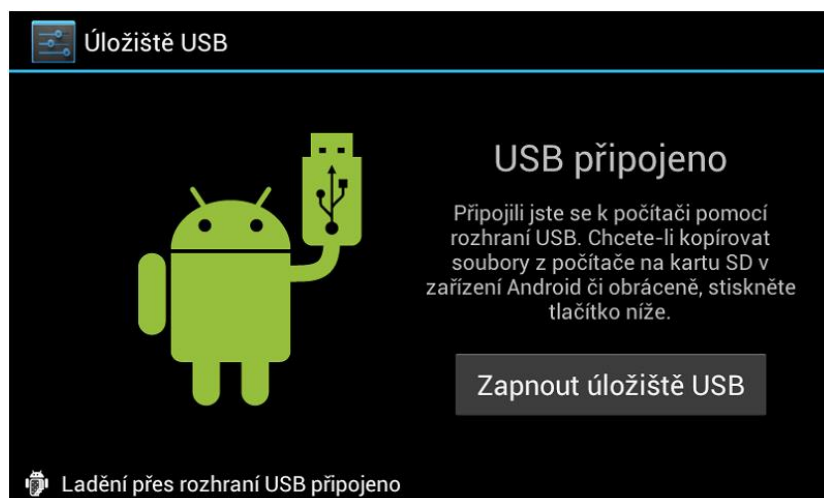 Úložiště USB
USB připojeno
Připojili jste se k počítači pomocí
rozhraní USB. Chcete-li kopírovat
soubory z počítače na kartu SD v
zařízení Android či obráceně, stiskněte
tlačítko níže.
Zapnout úložiště USB
Ladění přes rozhraní USB připojeno